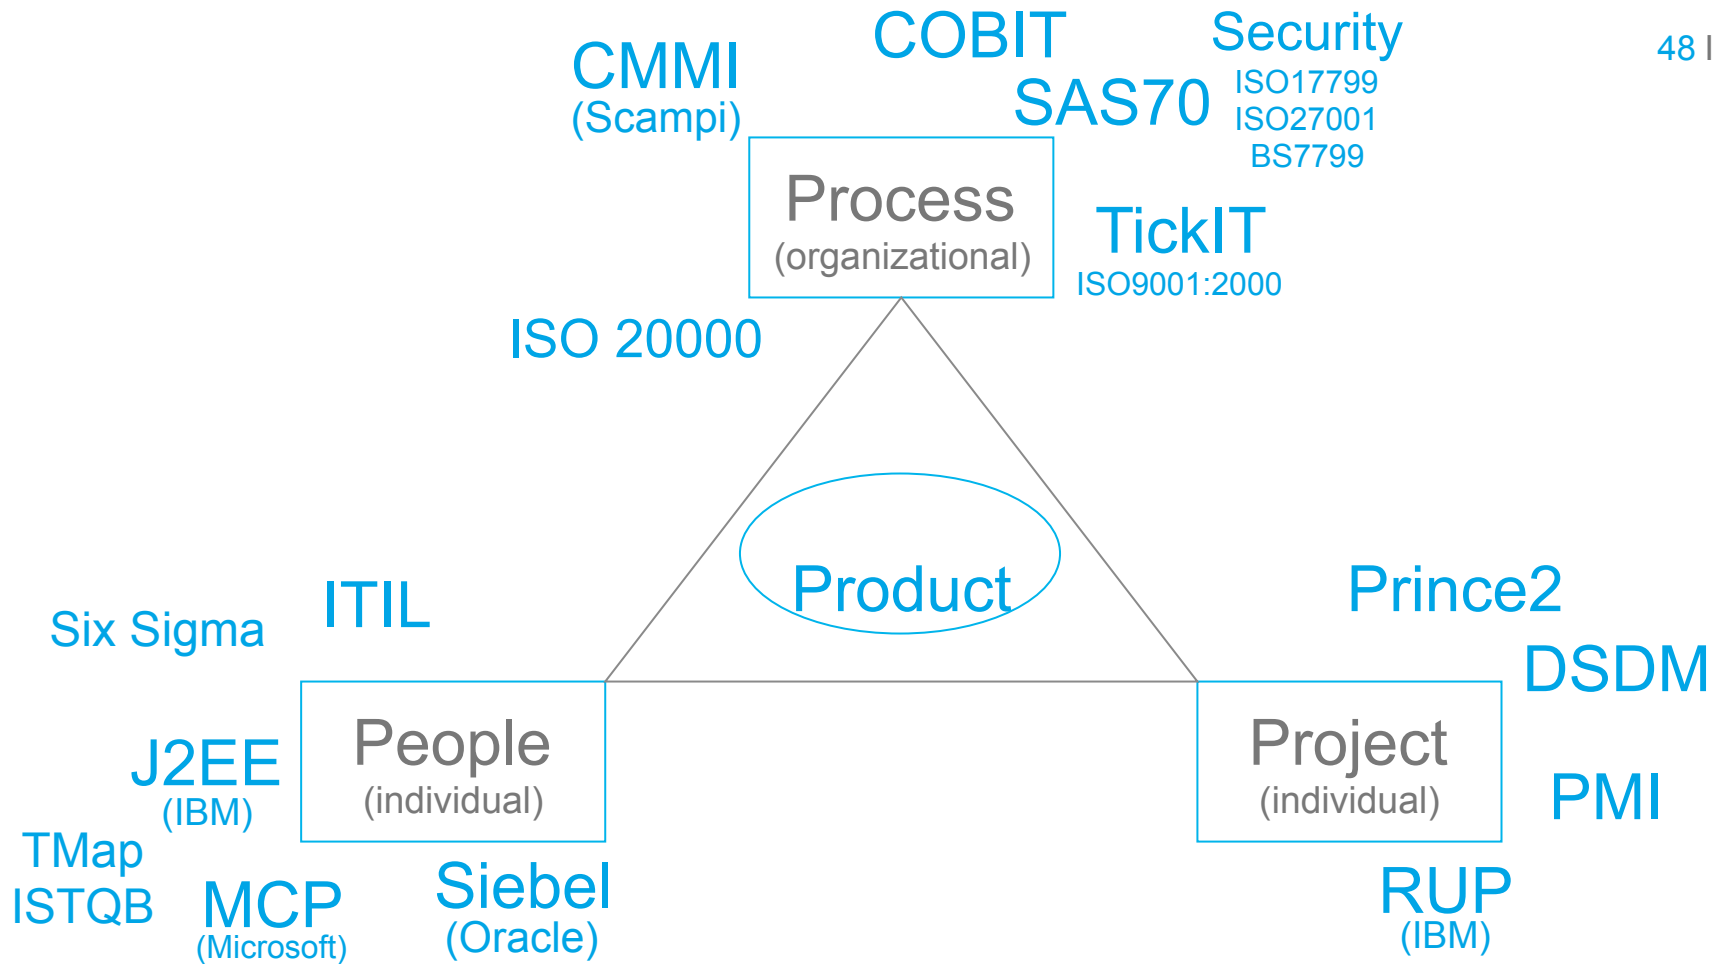 COBIT
Security
48 I
CMMI
(Scampi)
SAS70
ISO17799
ISO27001
BS7799
Process
(organizational)
TickIT
ISO9001:2000
ISO 20000
Product
Six Sigma
ITIL
Prince2
DSDM
People
(individual)
Project
(individual)
J2EE
(IBM)
PMI
TMap
ISTQB
MCP
(Microsoft)
Siebel
(Oracle)
RUP
(IBM)